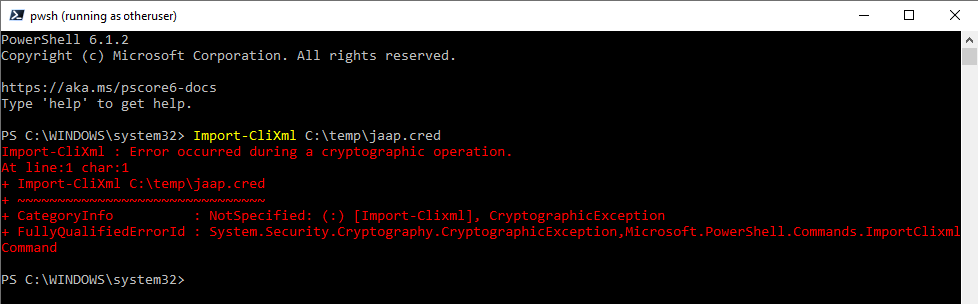 pwsh (running as otheruser)
PowerShell 6.1.2
Copyright (c) Microsoft Corporation. All rights reserved.
https://aka.ms/pscore6-docs
Type 'help' to get help.
PS C:\WINDOWS\system32> Import-CliXml C:\temp\jaap.cred
Import-CliXml : Error occurred during a cryptographic operation.
At line:1 char:1
+ Import-CliXml C:\temp\jaap.cred
+ ~~~~~~~~~~~~~~~~~~~~~~~~~~~~~~~
+ CategoryInfo          : NotSpecified: (:) [Import-Clixml], CryptographicException
+ FullyQualifiedErrorId : System.Security.Cryptography.CryptographicException,Microsoft.PowerShell.Commands.ImportClixml
Command
PS C:\WINDOWS\system32>